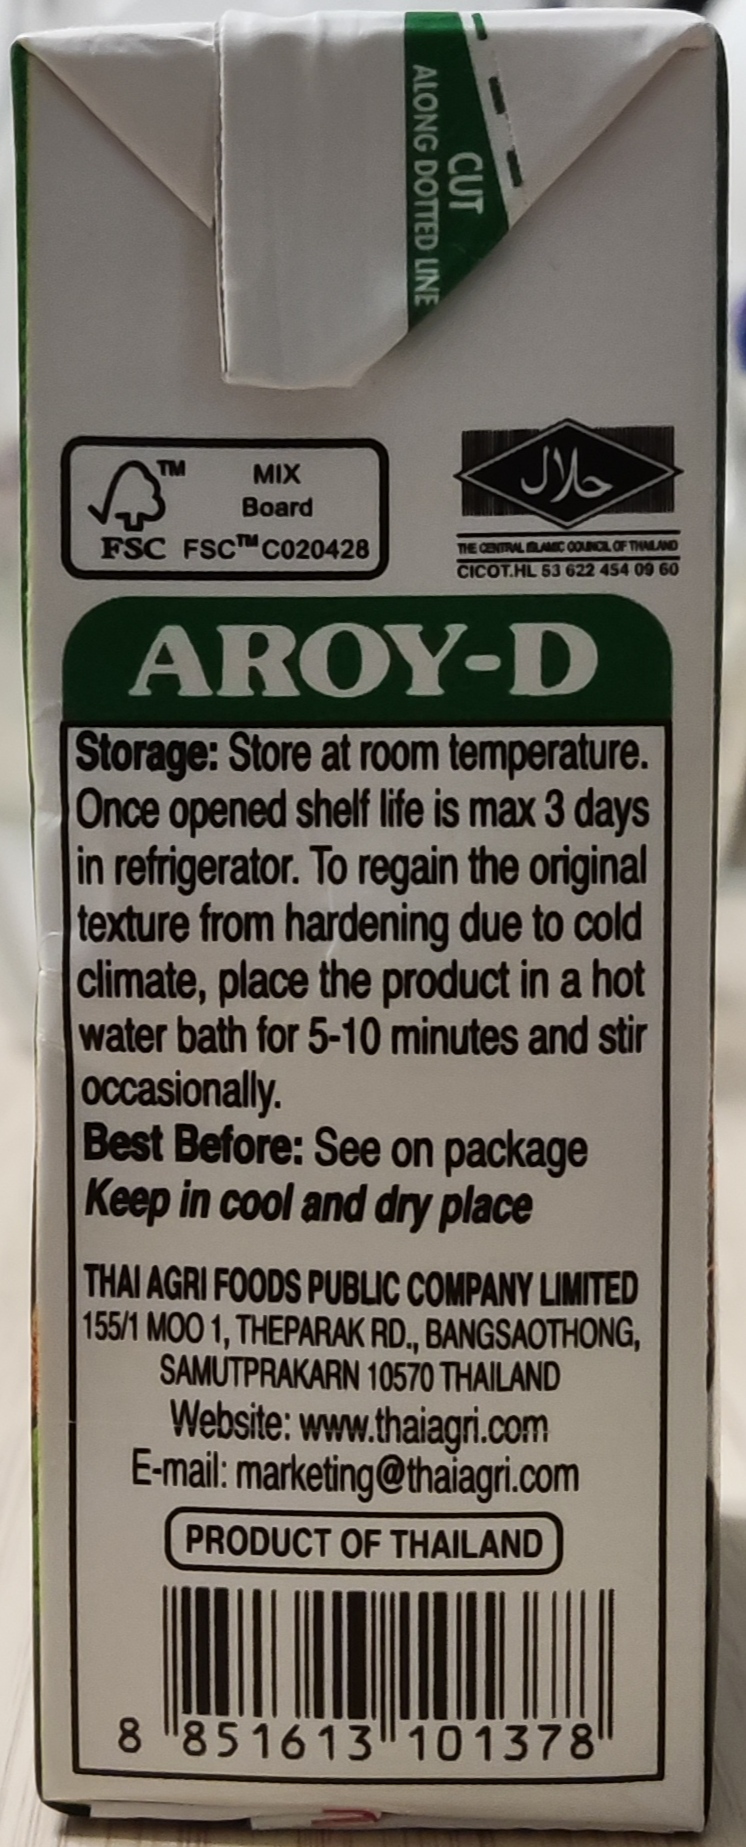 CUT
ALONG DOTTED LINE
TM
MIX
Board
FSC FSC™ C020428
حلال
THE CENTRAL ISLAMIC COUNCIL OF THAILAND
CICOT.HL 53 622 454 09 60
AROY-D
Storage: Store at room temperature.
Once opened shelf life is max 3 days
in refrigerator. To regain the original
texture from hardening due to cold
climate, place the product in a hot
water bath for 5-10 minutes and stir
occasionally.
Best Before: See on package
Keep in cool and dry place
THAI AGRI FOODS PUBLIC COMPANY LIMITED
155/1 MOO 1, THEPARAK RD., BANGSAOTHONG,
SAMUTPRAKARN 10570 THAILAND
Website: www.thaiagri.com
E-mail: marketing@thaiagri.com
PRODUCT OF THAILAND
8 851613 101378